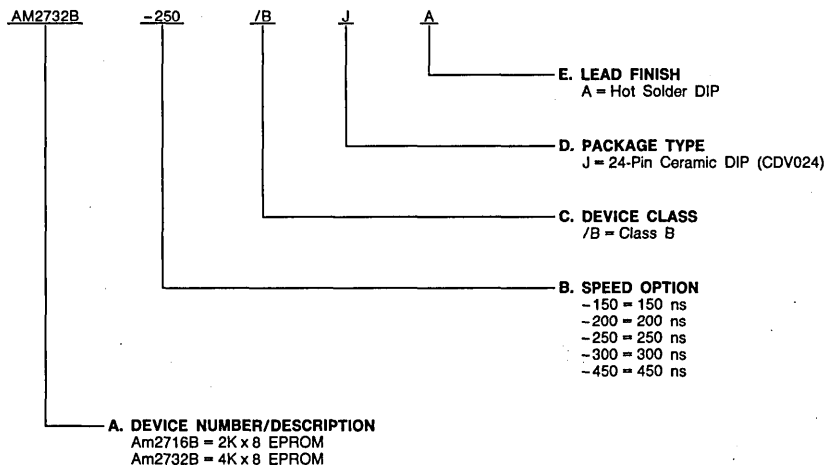 AM2732B -250 /B J A
E. LEAD FINISH
A = Hot Solder DIP
D. PACKAGE TYPE
J = 24-Pin Ceramic DIP (CDV024)
C. DEVICE CLASS
/B = Class B
B. SPEED OPTION
-150 = 150 ns
-200 = 200 ns
-250 = 250 ns
-300 = 300 ns
-450 = 450 ns
A. DEVICE NUMBER/DESCRIPTION
Am2716B = 2K x 8 EPROM
Am2732B = 4K x 8 EPROM